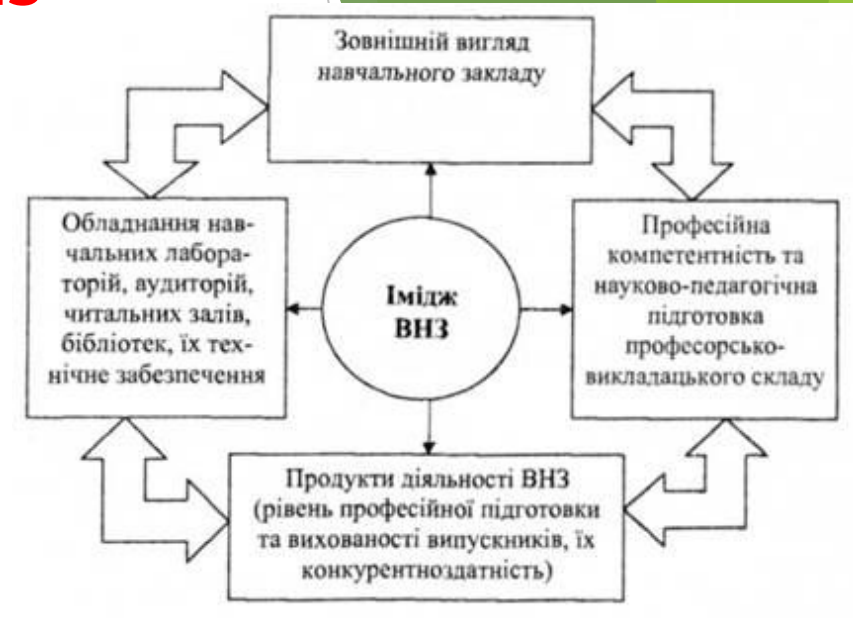 Зовнішній вигляд
навчального закладу
Обладнання нав-
чальних лабора-
торій, аудиторій,
читальних залів,
бібліотек, їх тех-
нічне забезпечення
Імідж
ВНЗ
Професійна
компетентність та
науково-педагогічна
підготовка
професорсько-
викладацького складу
Продукти діяльності ВНЗ
(рівень професійної підготовки
та вихованості випускників, їх
конкурентноздатність)